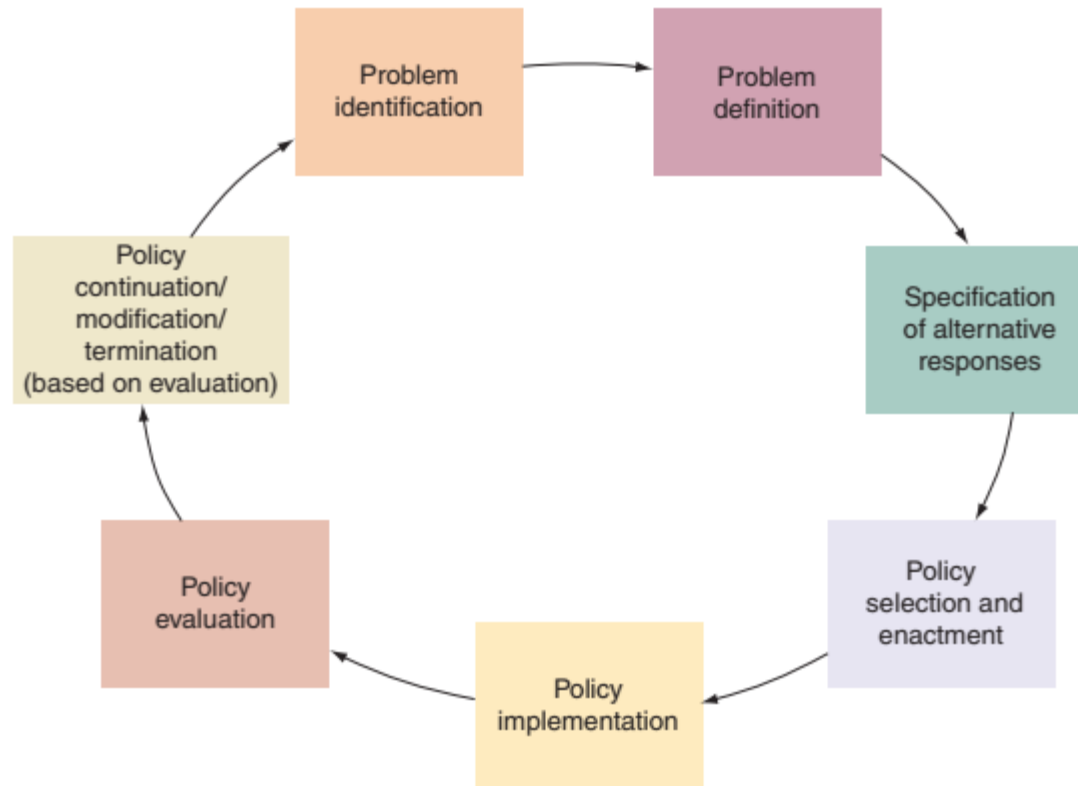 Problem
identification
Problem
definition
Specification
of alternative
responses
Policy
selection and
enactment
Policy
implementation
Policy
evaluation
Policy
continuation/
modification/
termination
(based on evaluation)